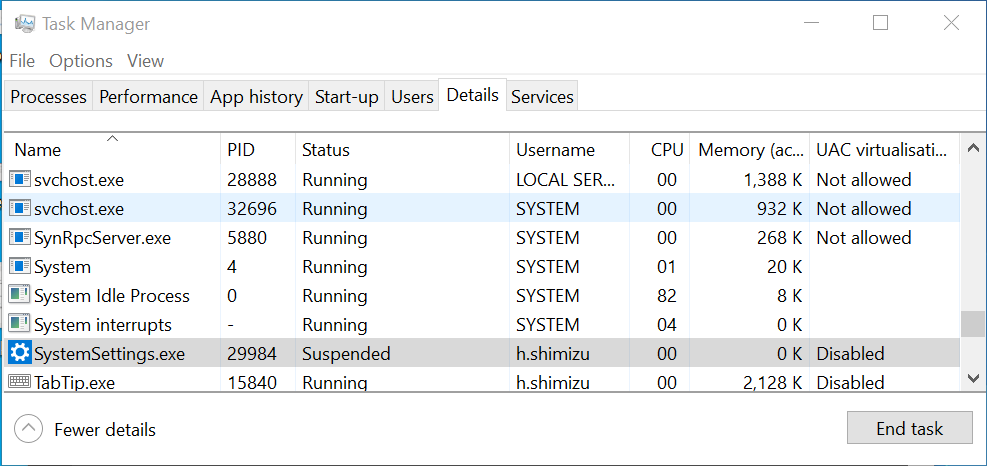 Task Manager
File Options View
Processes Performance App history Start-up Users Details Services
Name PID Status Username CPU Memory (ac... UAC virtualisati...
svchost.exe 28888 Running LOCAL SER... 00 1,388 K Not allowed
svchost.exe 32696 Running SYSTEM 00 932 K Not allowed
SynRpcServer.exe 5880 Running SYSTEM 00 268 K Not allowed
System 4 Running SYSTEM 01 20 K
System Idle Process 0 Running SYSTEM 82 8 K
System interrupts - Running SYSTEM 04 0 K
SystemSettings.exe 29984 Suspended h.shimizu 00 0 K Disabled
TabTip.exe 15840 Running h.shimizu 00 2,128 K Disabled
Fewer details End task